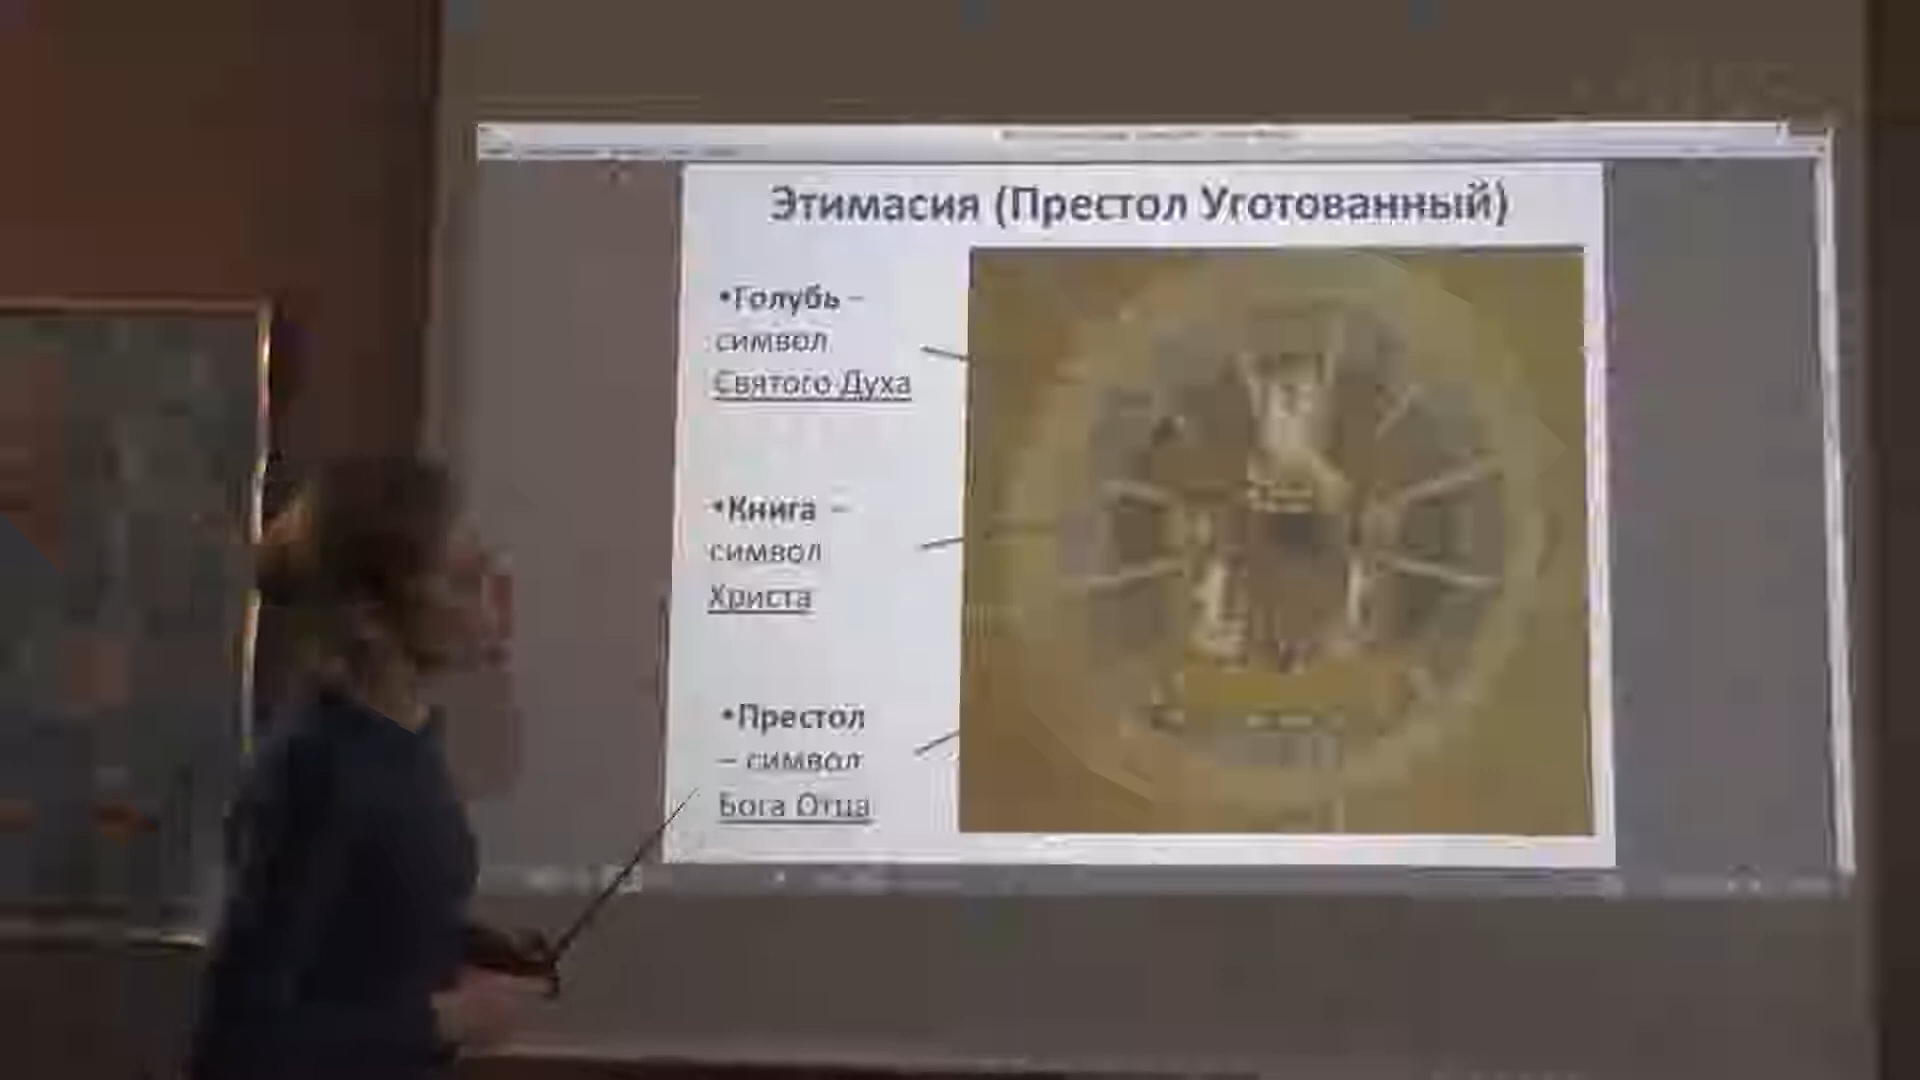 Этимасия (Престол Уготованный)
•Голубь –
символ
Святого Духа
•Книга –
символ
Христа
•Престол
– символ
Бога Отца